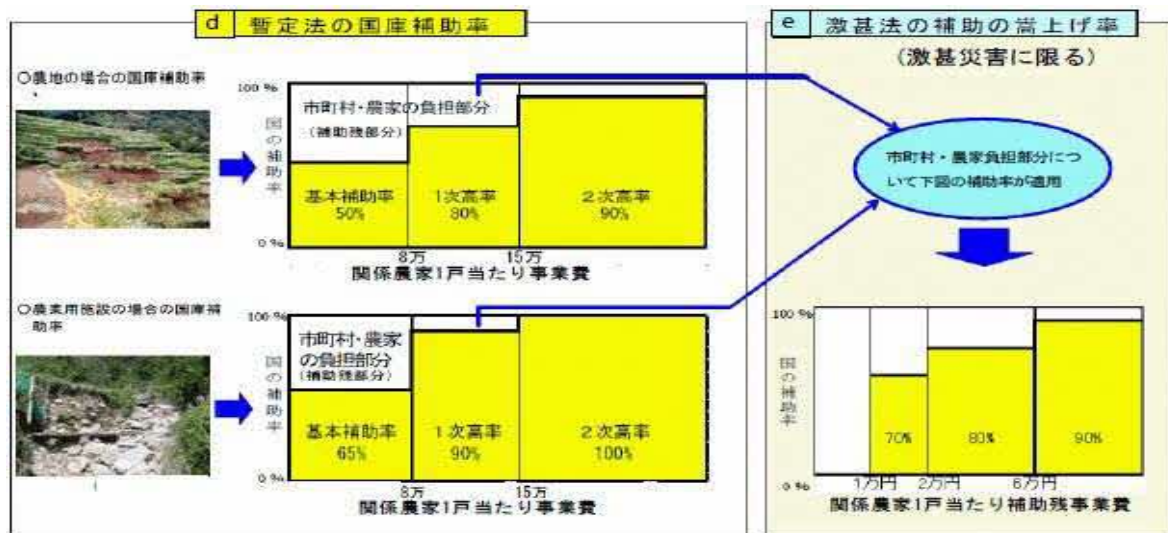 d 暫定法の国庫補助率
○農地の場合の国庫補助率
100 %
市町村・農家の負担部分
(補助残部分)
国の補助率
基本補助率
50%
1次高率
80%
2次高率
90%
0 %
8万
15万
関係農家1戸当たり事業費
○農業用施設の場合の国庫補
助率
100 %
市町村・農家
の負担部分
(補助残部分)
国の補助率
基本補助率
65%
1次高率
90%
2次高率
100%
0 %
8万
15万
関係農家1戸当たり事業費
e 激甚法の補助の嵩上げ率
(激甚災害に限る)
市町村・農家負担部分につ
いて下図の補助率が適用
100 %
国の補助率
70%
80%
90%
0 %
1万円
2万円
6万円
関係農家1戸当たり補助残事業費